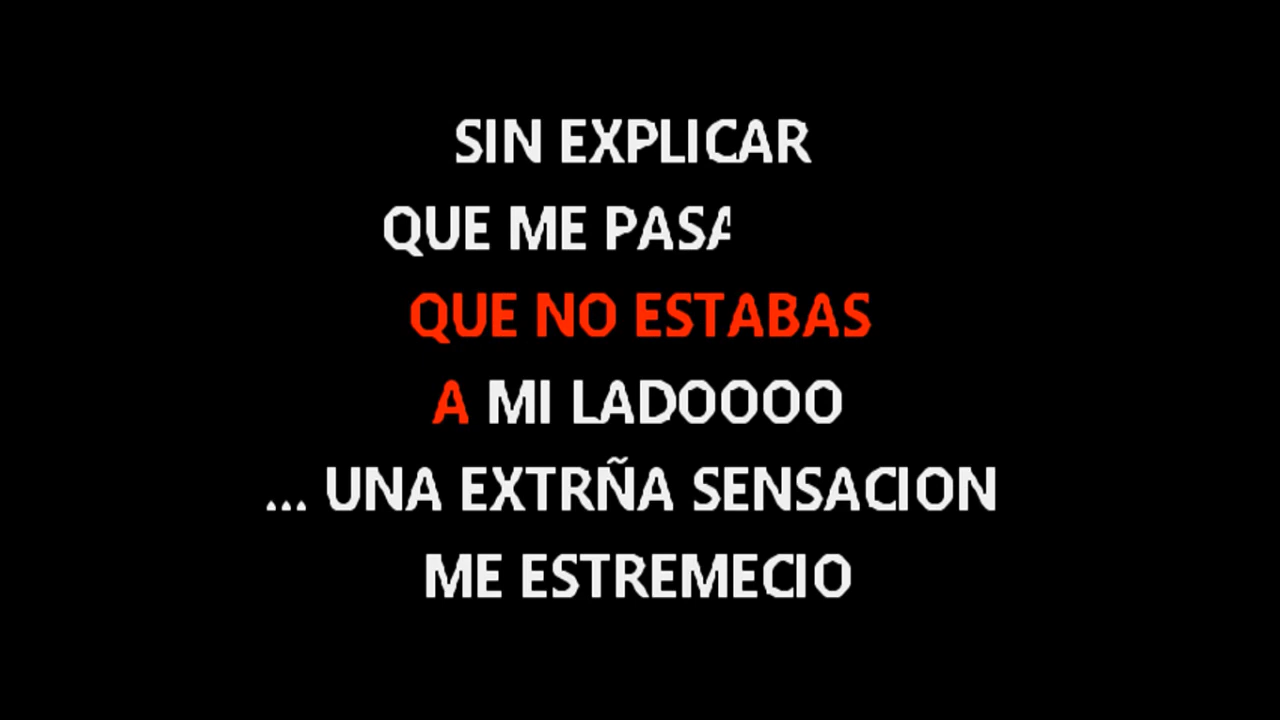 SIN EXPLICAR
QUE ME PASA
QUE NO ESTABAS
A MI LADOOOO
... UNA EXTRÑA SENSACION
ME ESTREMECIO